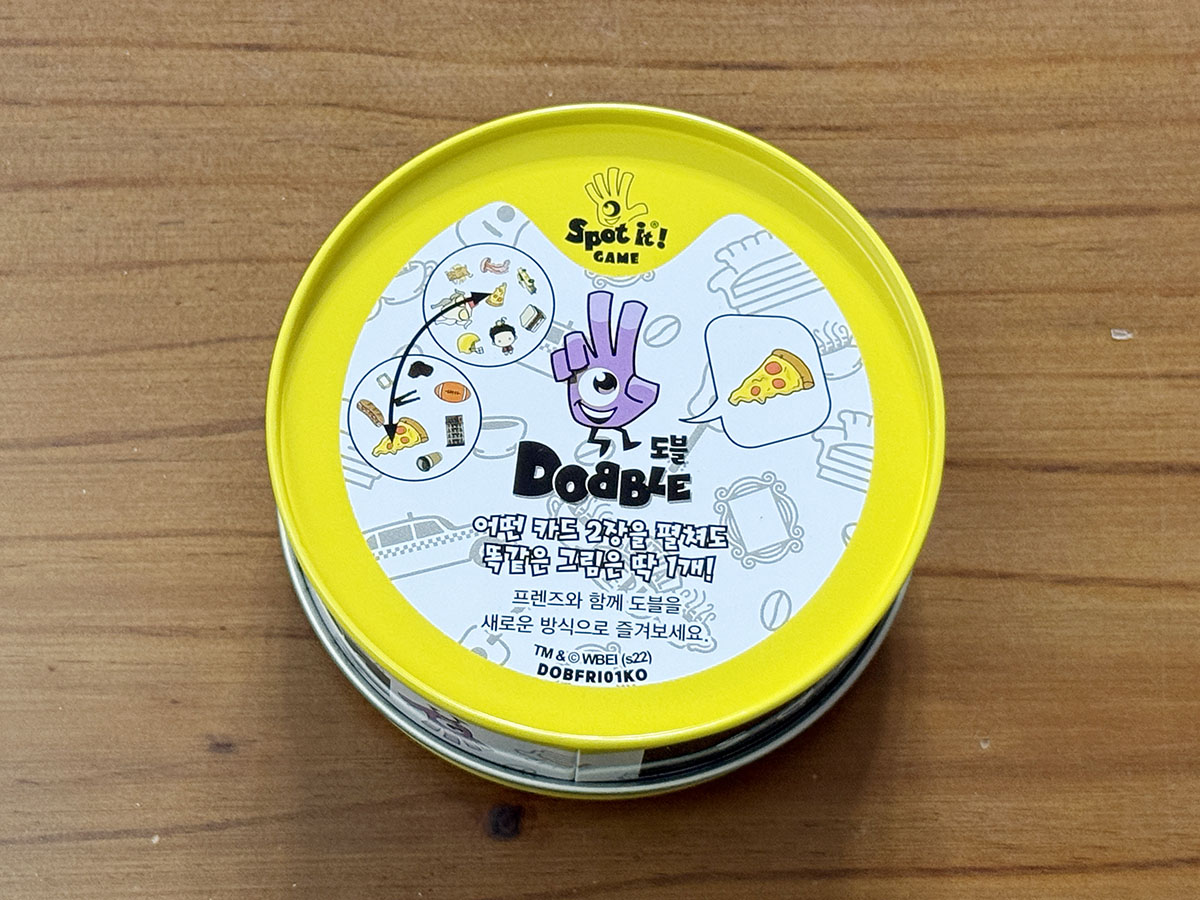 Spot it!®
GAME
도블
DOBBLE
어떤 카드 2장을 펼쳐도
똑같은 그림은 딱 1개!
프렌즈와 함께 도블을
새로운 방식으로 즐겨보세요.
TM & © WBEI (s22)
DOBFRI01KO